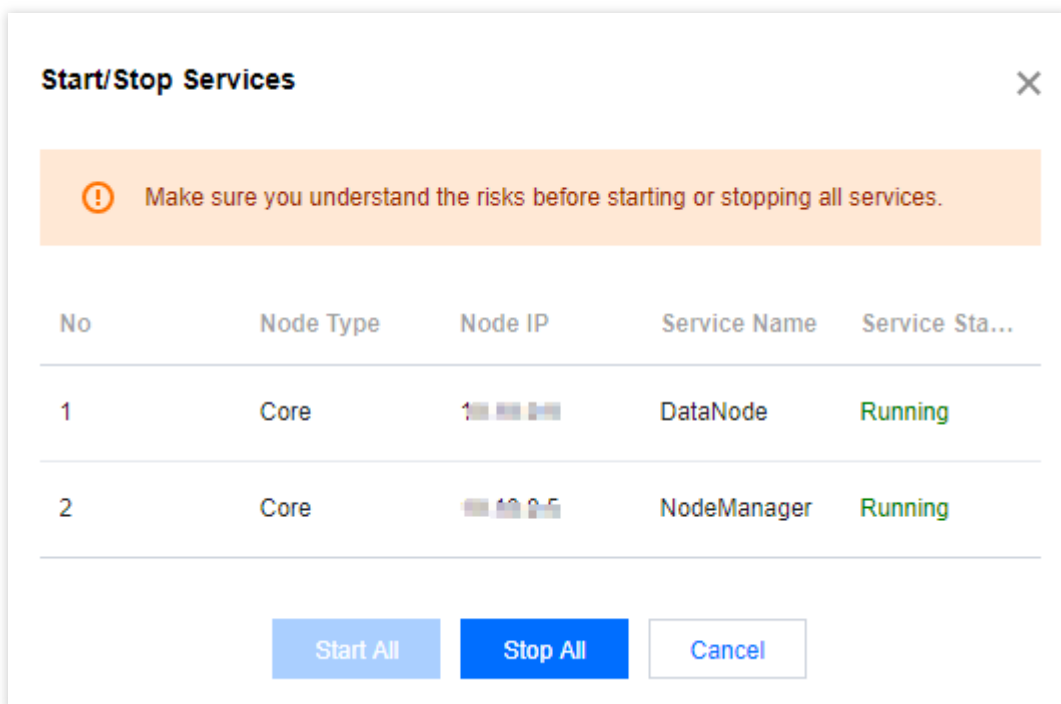 Start/Stop Services
Make sure you understand the risks before starting or stopping all services.
No Node Type Node IP Service Name Service Sta...
1 Core DataNode Running
2 Core NodeManager Running
Start All Stop All Cancel